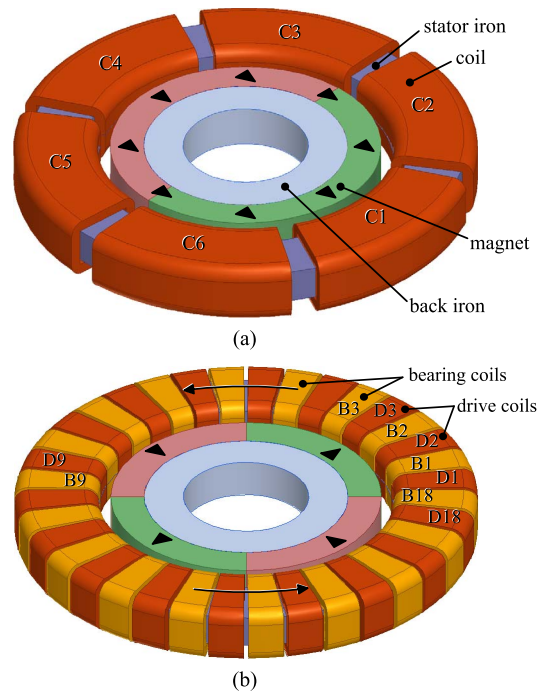 C3
stator iron
C4
coil
C2
C5
C1
C6
magnet
back iron
(a)
bearing coils
B3
D3
drive coils
B2
D2
D9
B1
B9
D1
B18
D18
(b)